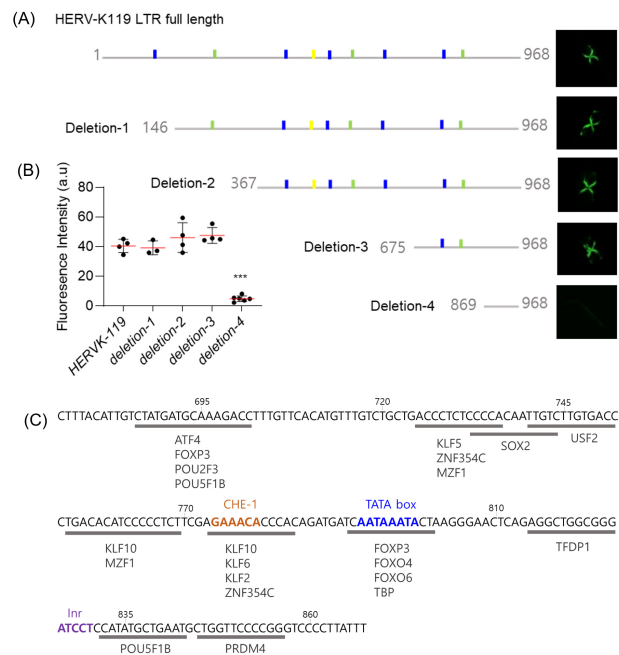 (A) HERV-K119 LTR full length
1 968
Deletion-1 146 968
(B)
Deletion-2 367 968
Deletion-3 675 968
Deletion-4 869 968
Fluoresence Intensity (a.u)
80
60
40
20
0
***
HERVK-119
deletion-1
deletion-2
deletion-3
deletion-4
(C)
695 720 745
CTTTACATTGTCTATGATGCAAAGACCTTTGTTCACATGTTTGTCTGCTGACCCTCTCCCCACAATTGTCTTGTGACC
ATF4
FOXP3
POU2F3
POU5F1B
KLF5
ZNF354C
MZF1
SOX2
USF2
770 CHE-1 TATA box 810
CTGACACATCCCCCTCTTCGAGAAACACCCACAGATGATCAATAAATACTAAGGGAACTCAGAGGCTGGCGGG
KLF10
MZF1
KLF10
KLF6
KLF2
ZNF354C
FOXP3
FOXO4
FOXO6
TBP
TFDP1
Inr 835 860
ATCCTCCATATGCTGAATGCTGGTTCCCCGGGTCCCCTTATTT
POU5F1B PRDM4